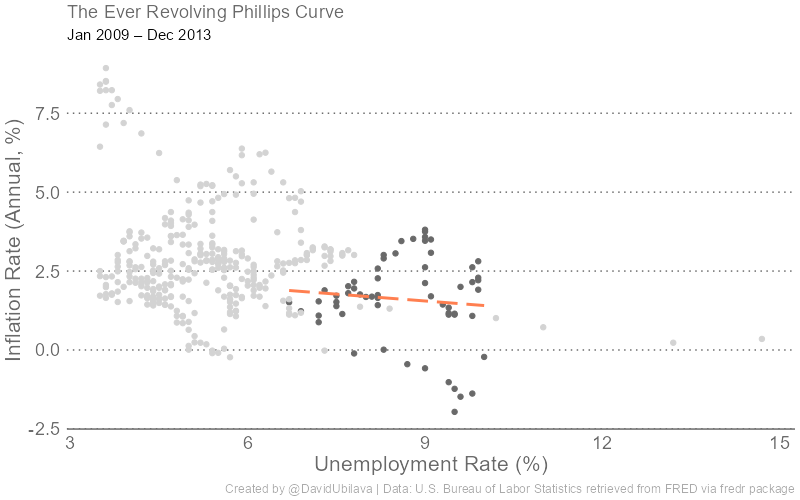 The Ever Revolving Phillips Curve
Jan 2009 – Dec 2013
Inflation Rate (Annual, %)
7.5
5.0
2.5
0.0
-2.5
3 6 9 12 15
Unemployment Rate (%)
Created by @DavidUbilava | Data: U.S. Bureau of Labor Statistics retrieved from FRED via fredr package